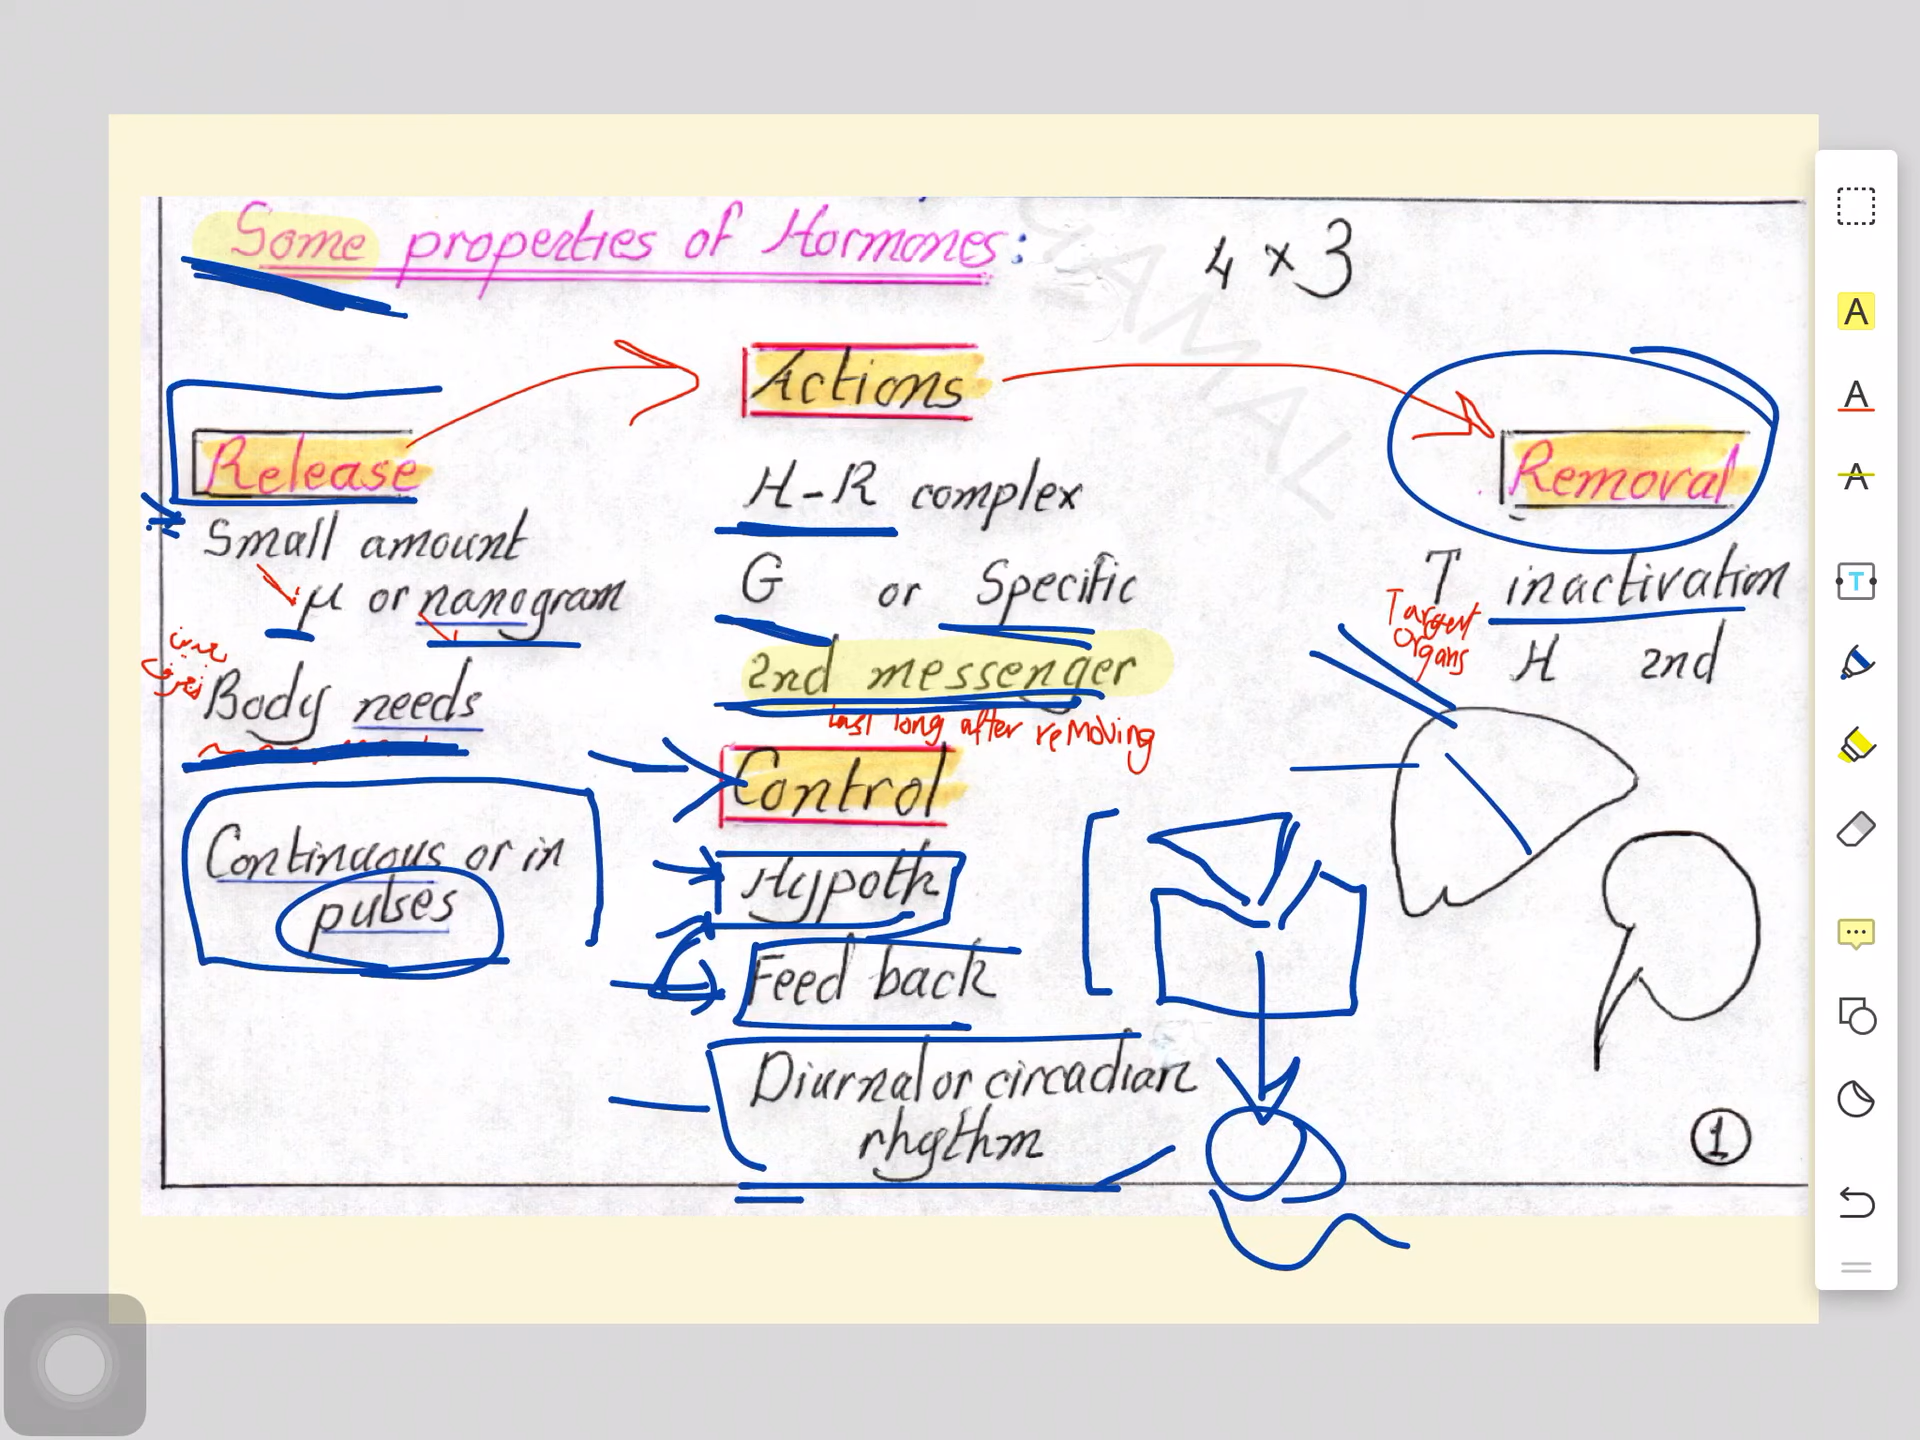 Some properties of Hormones:
4 × 3
Release
Small amount
μ or nanogram
Body needs
Continuous or in
pulses
Actions
H-R complex
G or Specific
2nd messenger
last long after removing
Control
Hypoth
Feed back
Diurnal or circadian
rhythm
Removal
T inactivation
Target
Organs
H 2nd
GAMAL
1